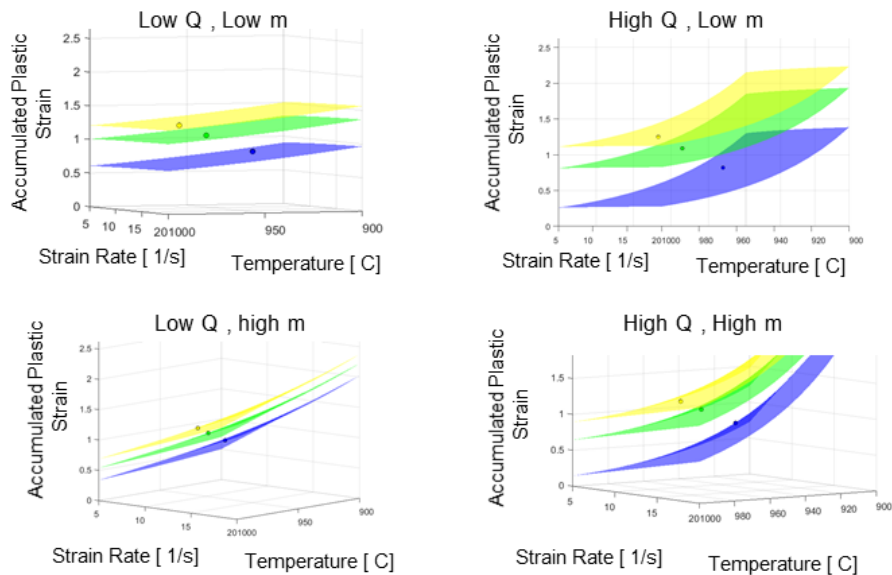 Low Q , Low m
Accumulated Plastic
Strain
2.5
2
1.5
1
0.5
0
5
10
15
201000
950
900
Strain Rate [ 1/s]
Temperature [ C]
High Q , Low m
Accumulated Plastic
Strain
2.5
2
1.5
1
0.5
0
5
10
15
201000
980
960
940
920
900
Strain Rate [ 1/s]
Temperature [ C]
Low Q , high m
Accumulated Plastic
Strain
2.5
2
1.5
1
0.5
0
5
10
15
201000
950
900
Strain Rate [ 1/s]
Temperature [ C]
High Q , High m
Accumulated Plastic
Strain
1.5
1
0.5
0
5
10
15
201000
980
960
940
920
900
Strain Rate [ 1/s]
Temperature [ C]